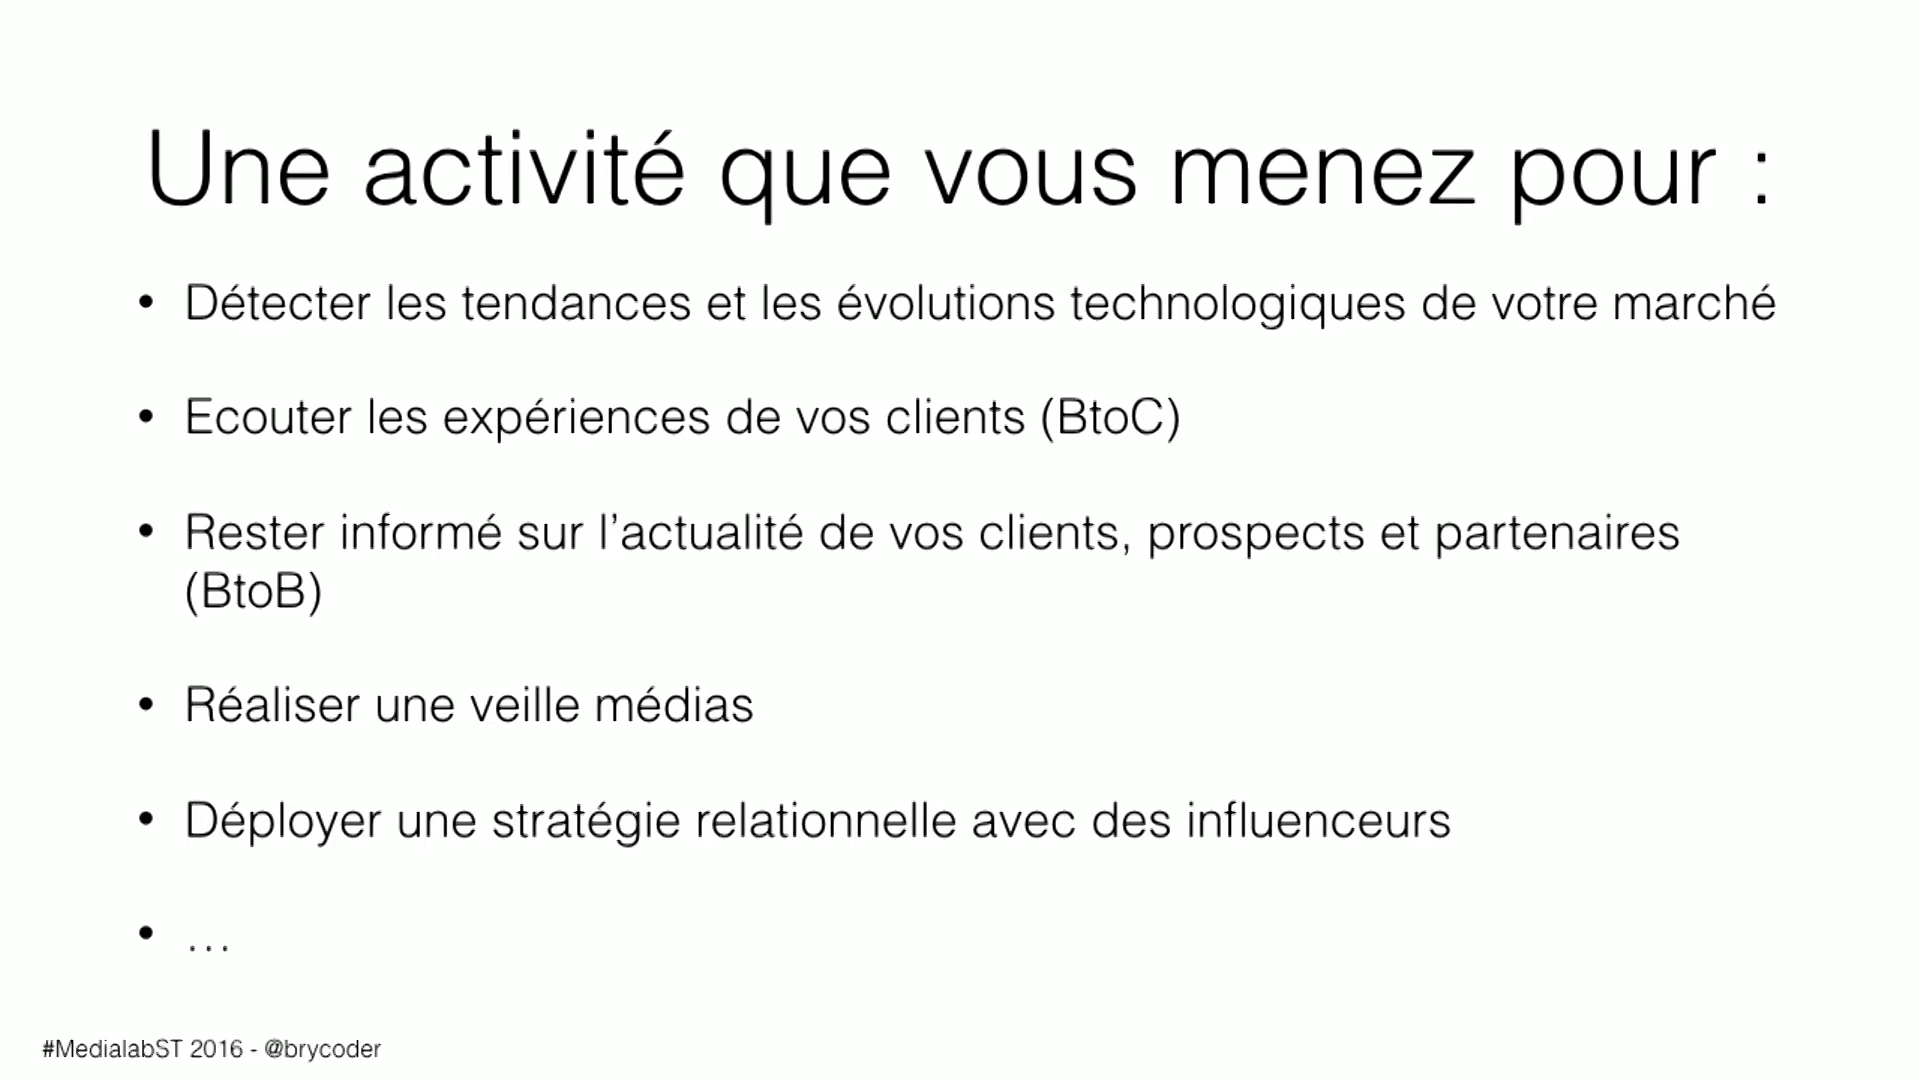 Une activité que vous menez pour :
• Détecter les tendances et les évolutions technologiques de votre marché
• Ecouter les expériences de vos clients (BtoC)
• Rester informé sur l’actualité de vos clients, prospects et partenaires
(BtoB)
• Réaliser une veille médias
• Déployer une stratégie relationnelle avec des influenceurs
• …
#MedialabST 2016 - @brycoder